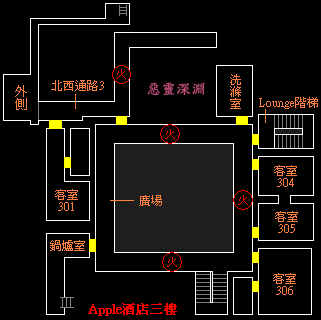 北西通路3
火
惡靈深淵
外側
洗滌室
Lounge階梯
火
客室
304
客室
301
廣場
火
客室
305
鍋爐室
火
客室
306
Apple酒店三樓